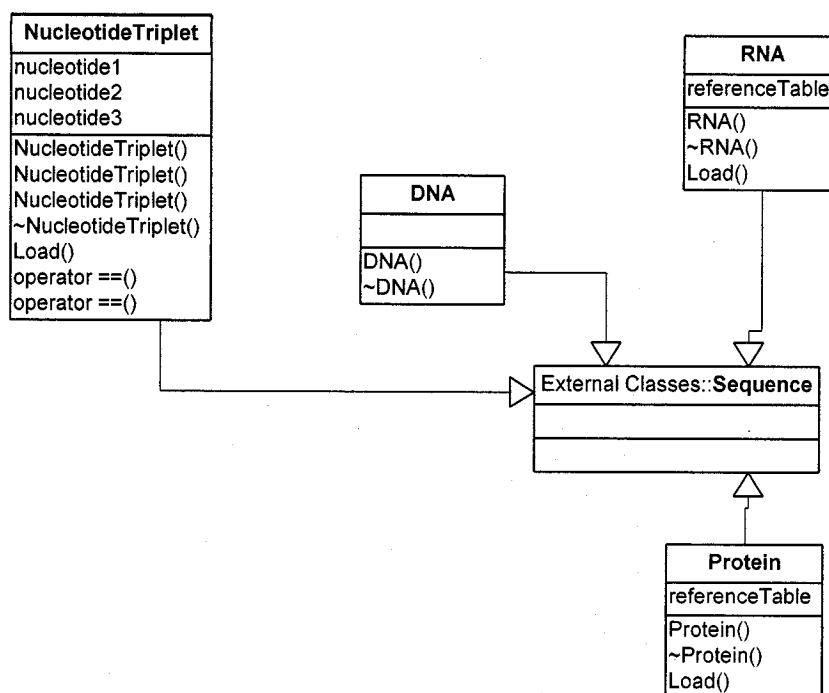 NucleotideTriplet
nucleotide1
nucleotide2
nucleotide3
NucleotideTriplet()
NucleotideTriplet()
NucleotideTriplet()
~NucleotideTriplet()
Load()
operator ==()
operator ==()
DNA
DNA()
~DNA()
RNA
referenceTable
RNA()
~RNA()
Load()
External Classes::Sequence
Protein
referenceTable
Protein()
~Protein()
Load()